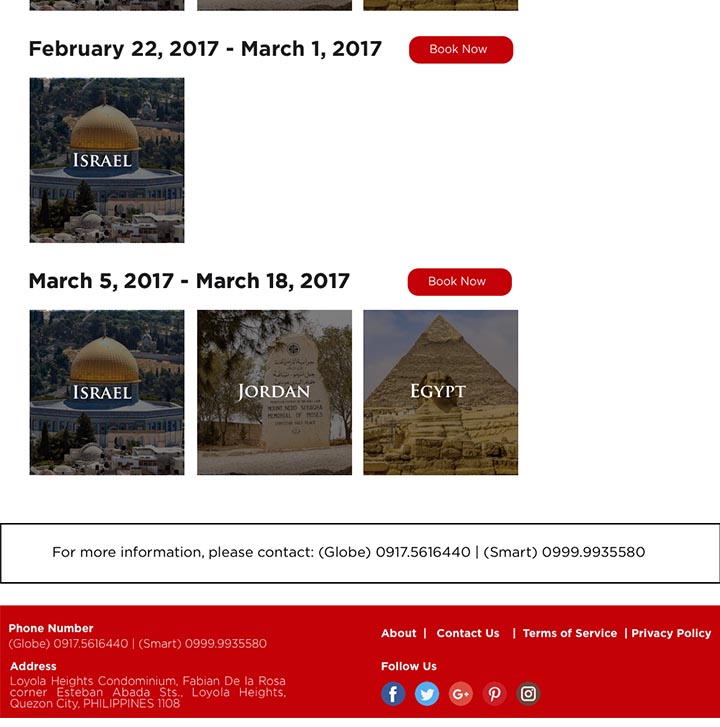 February 22, 2017 - March 1, 2017
Book Now
ISRAEL
March 5, 2017 - March 18, 2017
Book Now
ISRAEL
JORDAN
MOUNT NEBO SIYAGHA
MEMORIAL OF MOSES
CHRISTIAN HOLY PLACE
EGYPT
For more information, please contact: (Globe) 0917.5616440 | (Smart) 0999.9935580
Phone Number
(Globe) 0917.5616440 | (Smart) 0999.9935580
Address
Loyola Heights Condominium, Fabian De la Rosa
corner Esteban Abada Sts., Loyola Heights,
Quezon City, PHILIPPINES 1108
About | Contact Us | Terms of Service | Privacy Policy
Follow Us